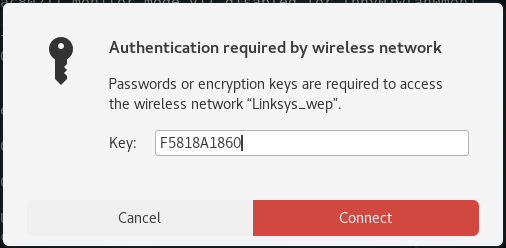 Authentication required by wireless network
Passwords or encryption keys are required to access
the wireless network “Linksys_wep”.
Key: F5818A1860
Cancel Connect